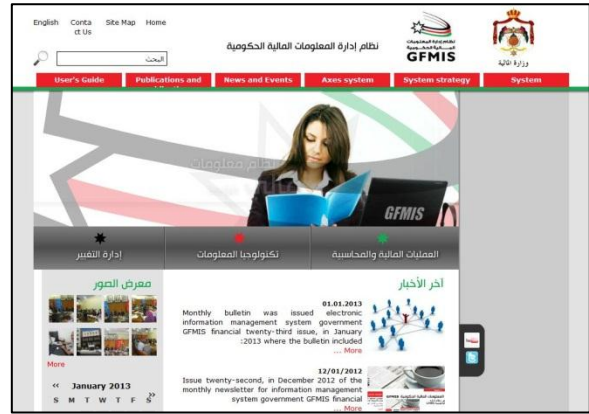 English
Contact Us
Site Map
Home
البحث
نظام إدارة المعلومات المالية الحكومية
GFMIS
وزارة المالية
User's Guide
Publications and
News and Events
Axes system
System strategy
System
نظام معلومات
GFMIS
إدارة التغيير
تكنولوجيا المعلومات
العمليات المالية والمحاسبية
معرض الصور
More
<< January 2013 >>
S M T W T F S
آخر الأخبار
01.01.2013
Monthly bulletin was issued electronic
information management system government
GFMIS financial twenty-third issue, in January
:2013 where the bulletin included
... More
12/01/2012
Issue twenty-second, in December 2012 of the
monthly newsletter for information management
system government GFMIS financial
... More